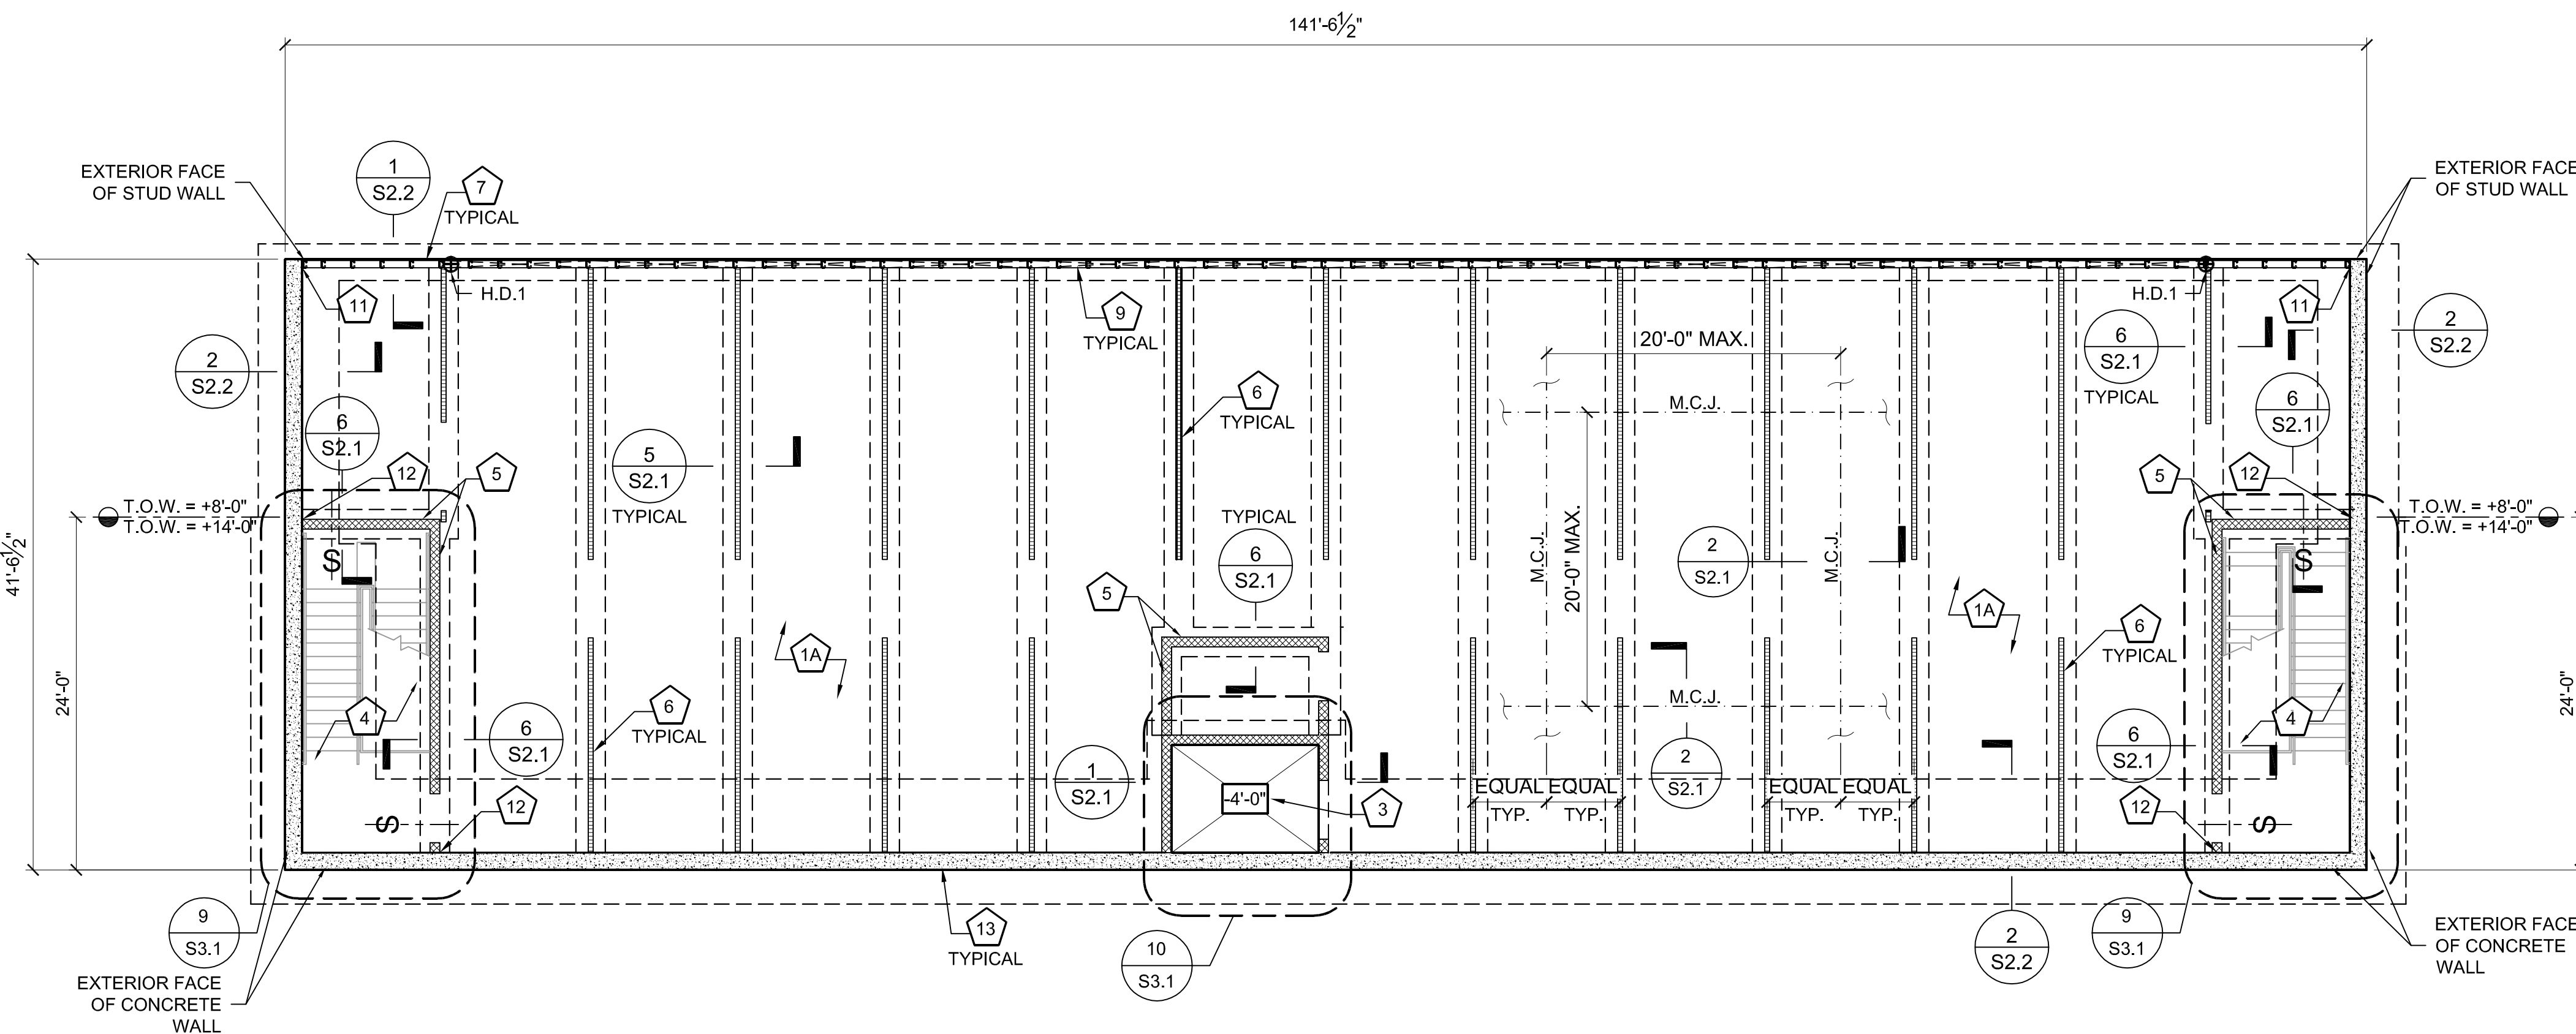 141'-6½"
EXTERIOR FACE
OF STUD WALL
1
S2.2
7
TYPICAL
EXTERIOR FACE
OF STUD WALL
11
H.D.1
9
TYPICAL
H.D.1
11
2
S2.2
6
S2.1
TYPICAL
2
S2.2
20'-0" MAX.
M.C.J.
6
TYPICAL
6
S2.1
6
S2.1
5
S2.1
TYPICAL
12
5
5
12
T.O.W. = +8'-0"
T.O.W. = +14'-0"
T.O.W. = +8'-0"
T.O.W. = +14'-0"
41'-6½"
24'-0"
S
TYPICAL
6
S2.1
M.C.J.
20'-0" MAX.
2
S2.1
M.C.J.
S
5
1A
1A
6
TYPICAL
6
TYPICAL
M.C.J.
24'-0"
4
6
S2.1
4
6
S2.1
1
S2.1
-4'-0"
3
2
S2.1
EQUAL EQUAL
TYP. TYP.
EQUAL EQUAL
TYP. TYP.
12
S
12
S
9
S3.1
13
TYPICAL
10
S3.1
2
S2.2
9
S3.1
EXTERIOR FACE
OF CONCRETE
WALL
EXTERIOR FACE
OF CONCRETE
WALL